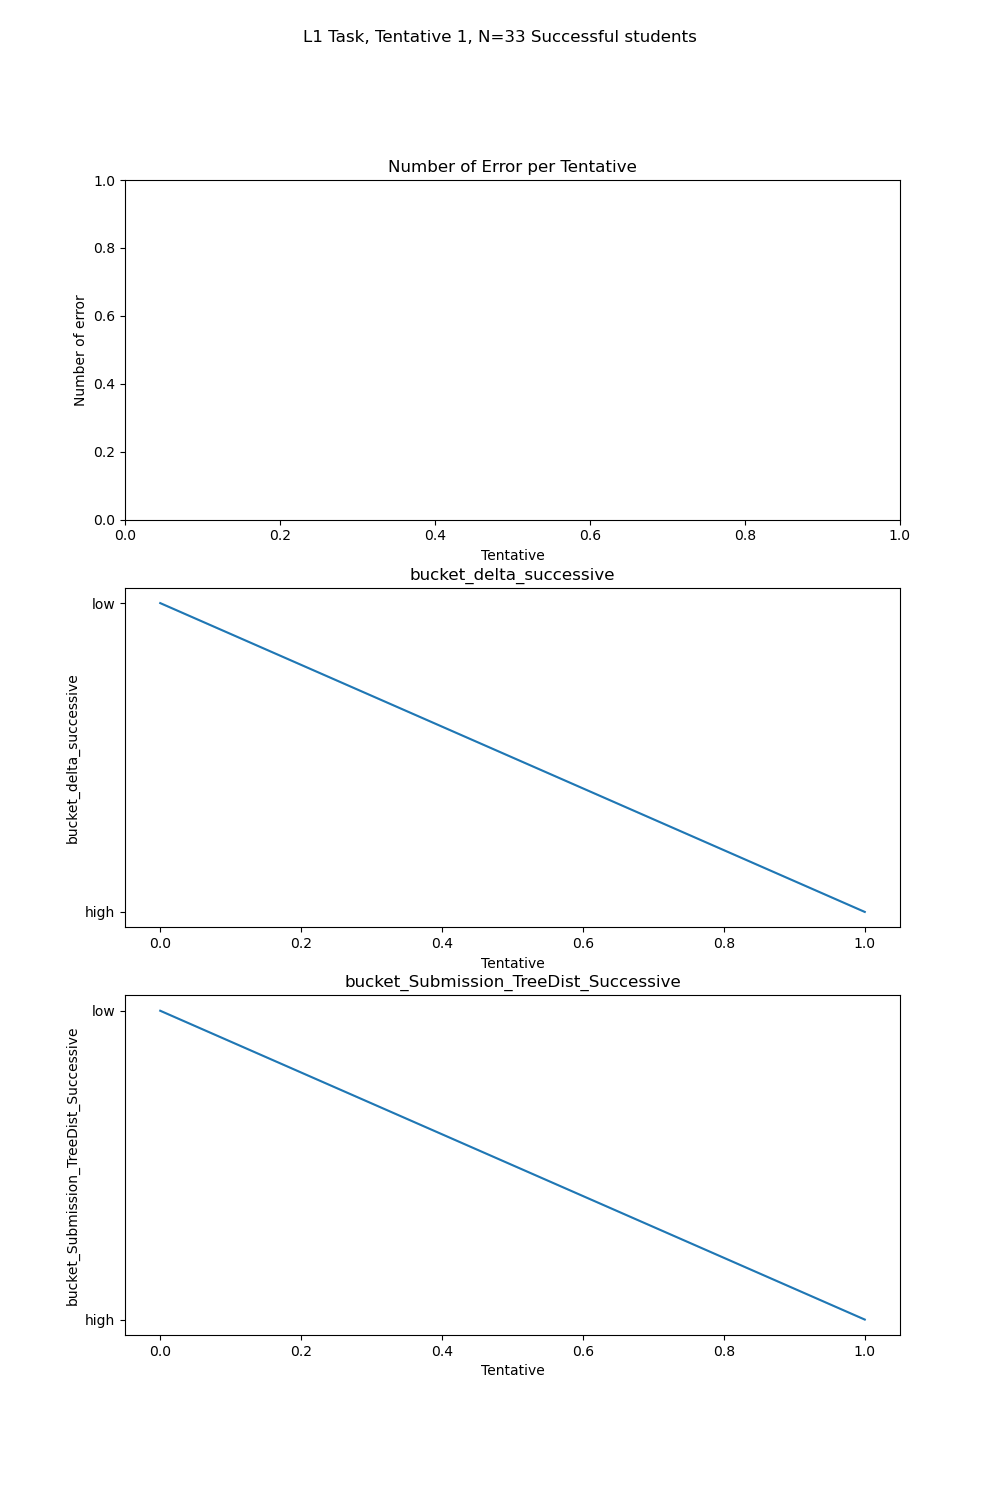 L1 Task, Tentative 1, N=33 Successful students
Number of Error per Tentative
1.0
0.8
0.6
0.4
0.2
0.0
Number of error
0.0 0.2 0.4 0.6 0.8 1.0
Tentative
bucket_delta_successive
low
high
bucket_delta_successive
0.0 0.2 0.4 0.6 0.8 1.0
Tentative
bucket_Submission_TreeDist_Successive
low
high
bucket_Submission_TreeDist_Successive
0.0 0.2 0.4 0.6 0.8 1.0
Tentative